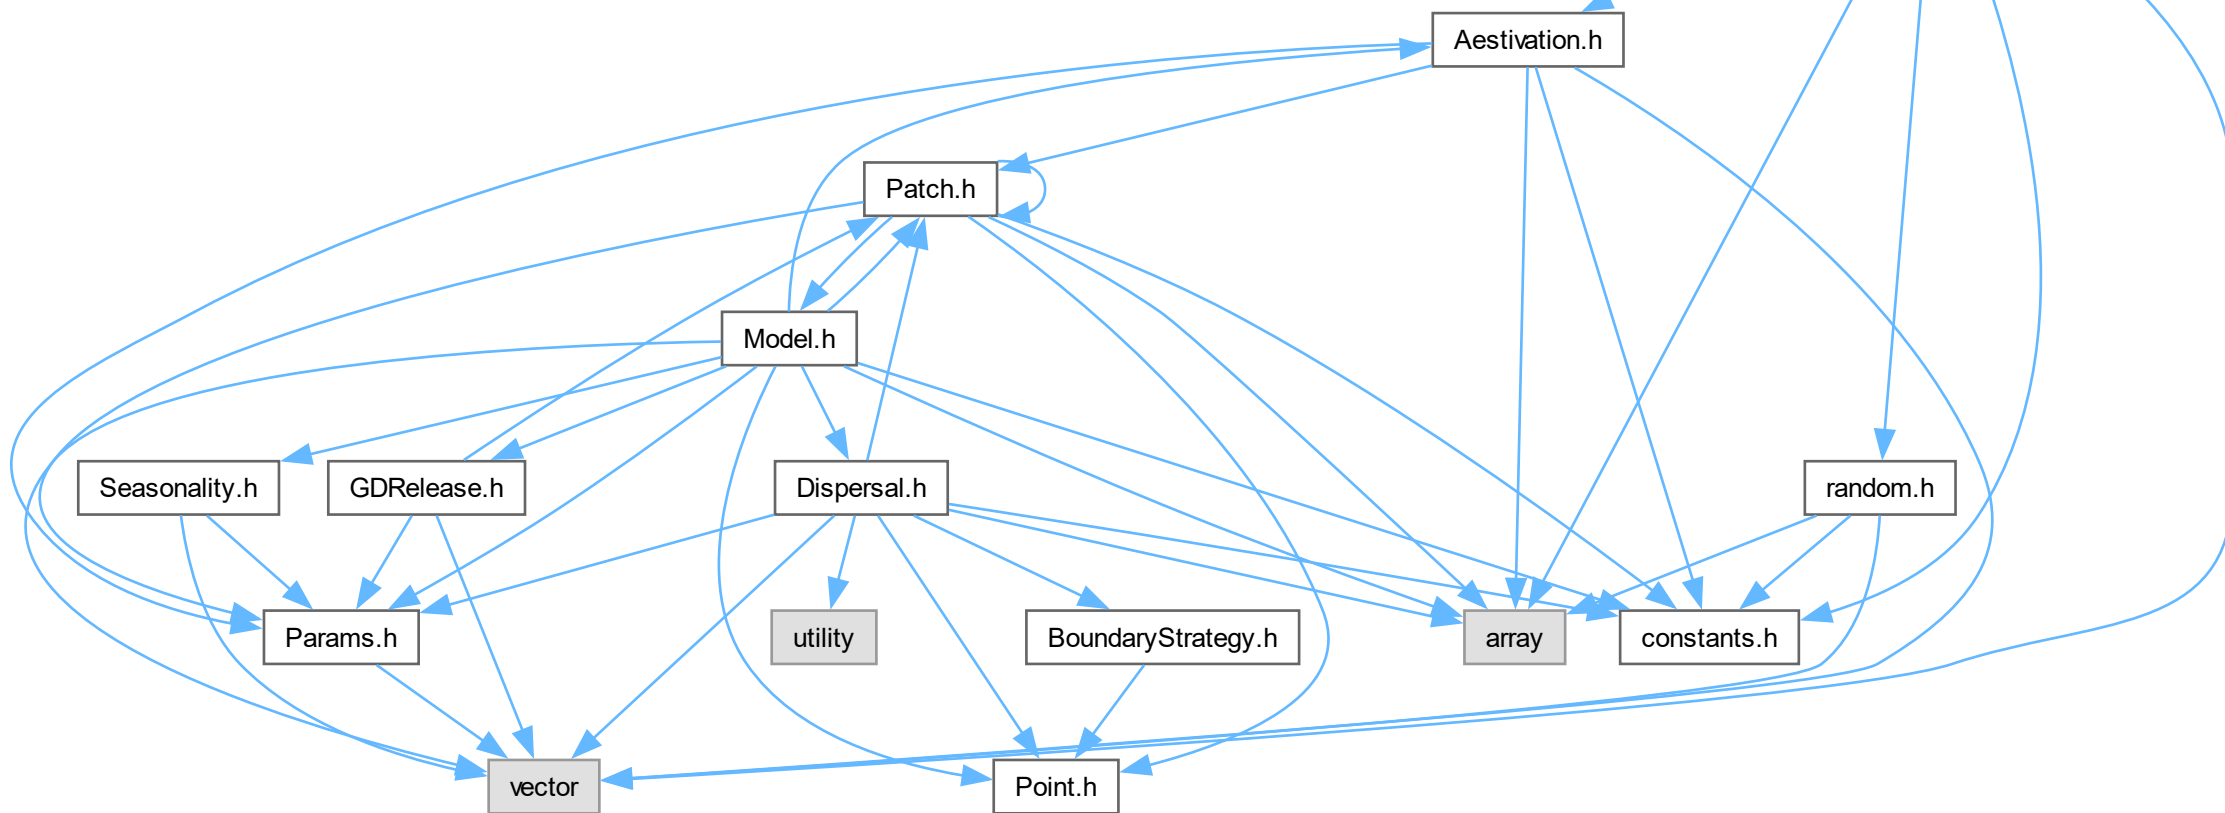 Aestivation.h
Patch.h
Model.h
Seasonality.h
GDRelease.h
Dispersal.h
random.h
Params.h
utility
BoundaryStrategy.h
array
constants.h
vector
Point.h